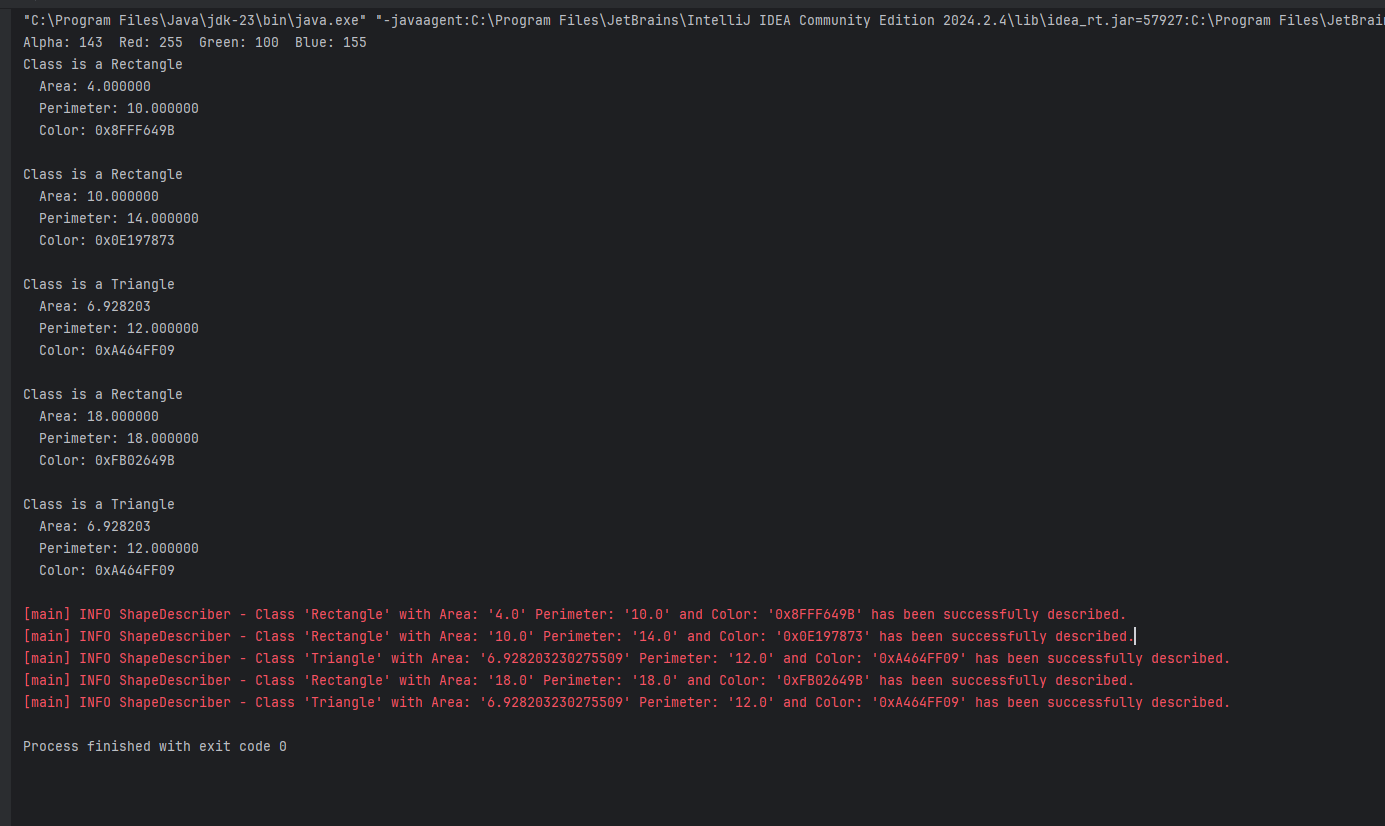 "C:\Program Files\Java\jdk-23\bin\java.exe" "-javaagent:C:\Program Files\JetBrains\IntelliJ IDEA Community Edition 2024.2.4\lib\idea_rt.jar=57927:C:\Program Files\JetBrain
Alpha: 143  Red: 255  Green: 100  Blue: 155
Class is a Rectangle
  Area: 4.000000
  Perimeter: 10.000000
  Color: 0x8FFF649B
Class is a Rectangle
  Area: 10.000000
  Perimeter: 14.000000
  Color: 0x0E197873
Class is a Triangle
  Area: 6.928203
  Perimeter: 12.000000
  Color: 0xA464FF09
Class is a Rectangle
  Area: 18.000000
  Perimeter: 18.000000
  Color: 0xFB02649B
Class is a Triangle
  Area: 6.928203
  Perimeter: 12.000000
  Color: 0xA464FF09
[main] INFO ShapeDescriber - Class 'Rectangle' with Area: '4.0' Perimeter: '10.0' and Color: '0x8FFF649B' has been successfully described.
[main] INFO ShapeDescriber - Class 'Rectangle' with Area: '10.0' Perimeter: '14.0' and Color: '0x0E197873' has been successfully described.
[main] INFO ShapeDescriber - Class 'Triangle' with Area: '6.928203230275509' Perimeter: '12.0' and Color: '0xA464FF09' has been successfully described.
[main] INFO ShapeDescriber - Class 'Rectangle' with Area: '18.0' Perimeter: '18.0' and Color: '0xFB02649B' has been successfully described.
[main] INFO ShapeDescriber - Class 'Triangle' with Area: '6.928203230275509' Perimeter: '12.0' and Color: '0xA464FF09' has been successfully described.
Process finished with exit code 0